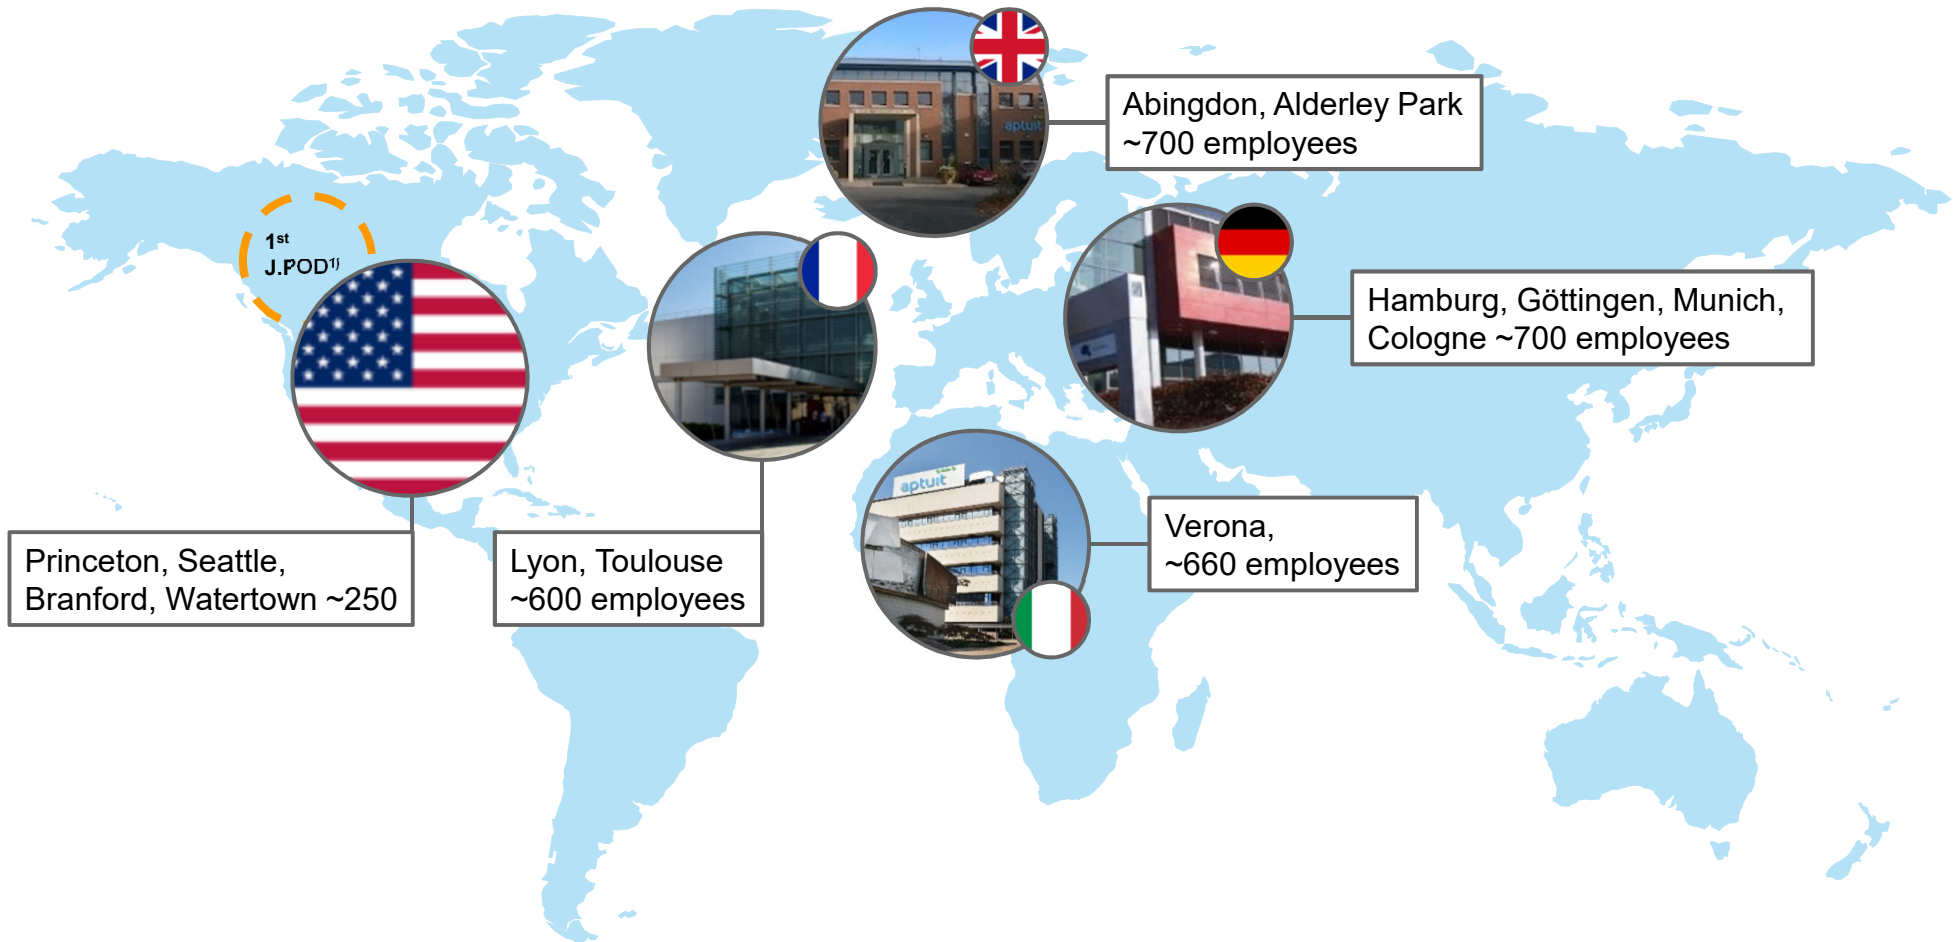 aptuit
Abingdon, Alderley Park
~700 employees
1st
J.POD1)
Hamburg, Göttingen, Munich,
Cologne ~700 employees
aptuit
Verona,
~660 employees
Princeton, Seattle,
Branford, Watertown ~250
Lyon, Toulouse
~600 employees